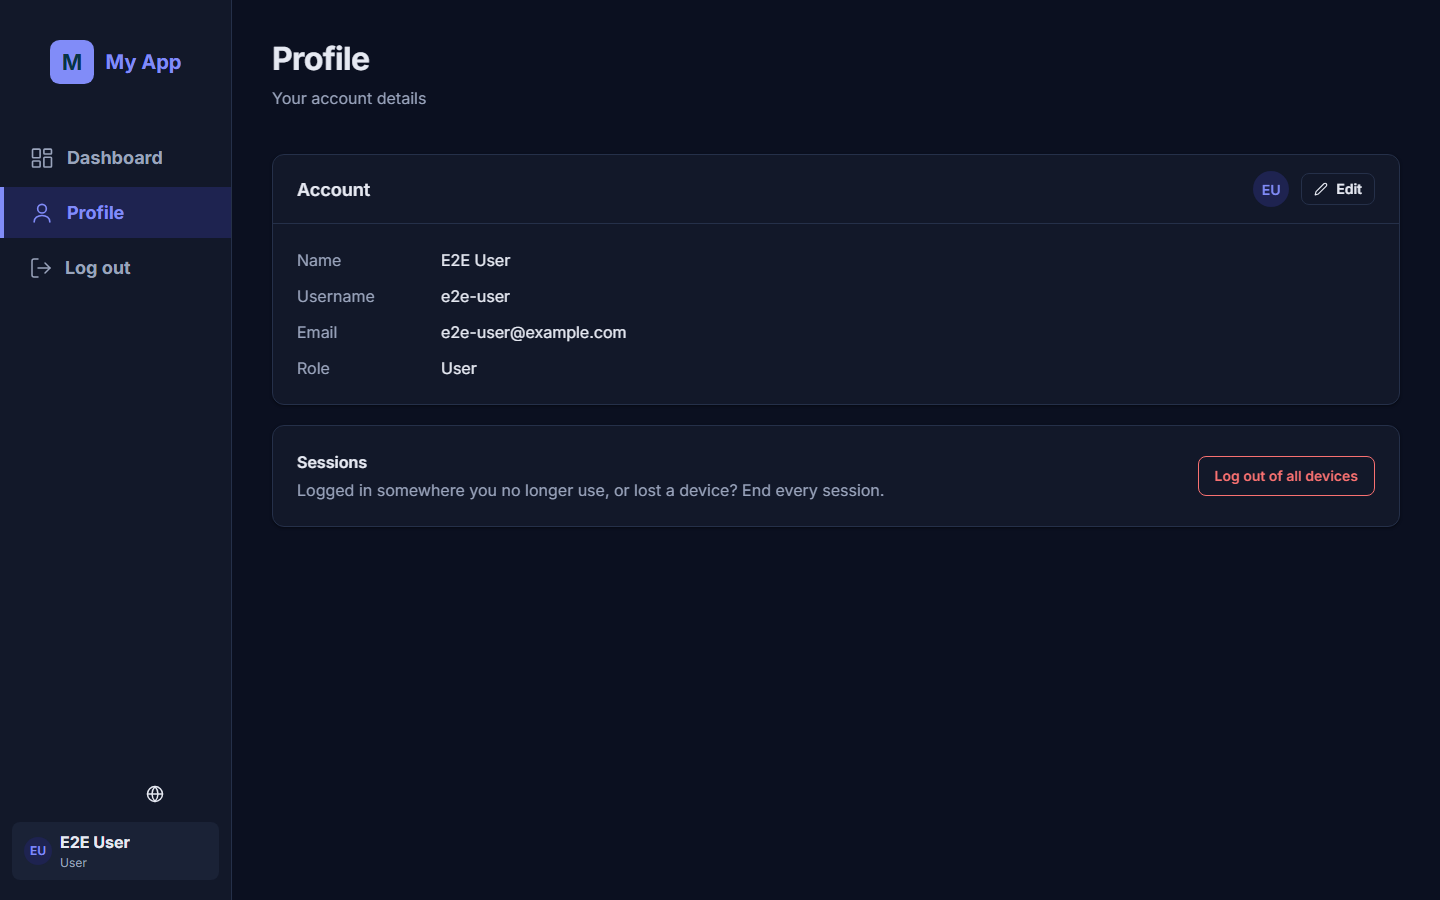 M My App
Dashboard
Profile
Log out
EU
E2E User
User
Profile
Your account details
Account
EU Edit
Name E2E User
Username e2e-user
Email e2e-user@example.com
Role User
Sessions
Logged in somewhere you no longer use, or lost a device? End every session.
Log out of all devices